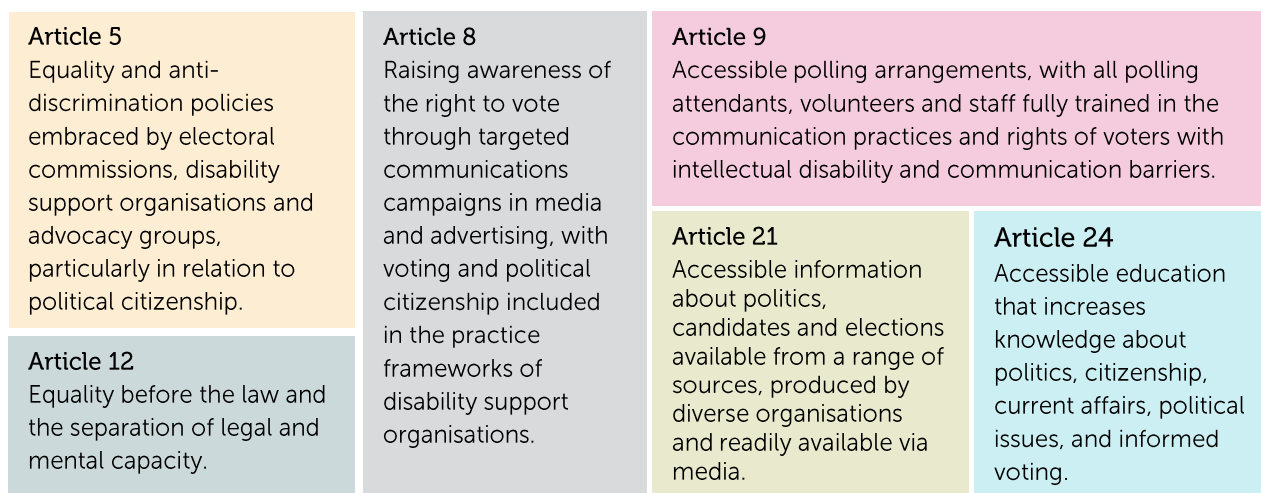 Article 5
Equality and anti-
discrimination policies
embraced by electoral
commissions, disability
support organisations and
advocacy groups,
particularly in relation to
political citizenship.
Article 12
Equality before the law and
the separation of legal and
mental capacity.
Article 8
Raising awareness of
the right to vote
through targeted
communications
campaigns in media
and advertising, with
voting and political
citizenship included
in the practice
frameworks of
disability support
organisations.
Article 9
Accessible polling arrangements, with all polling
attendants, volunteers and staff fully trained in the
communication practices and rights of voters with
intellectual disability and communication barriers.
Article 21
Accessible information
about politics,
candidates and elections
available from a range of
sources, produced by
diverse organisations
and readily available via
media.
Article 24
Accessible education
that increases
knowledge about
politics, citizenship,
current affairs, political
issues, and informed
voting.